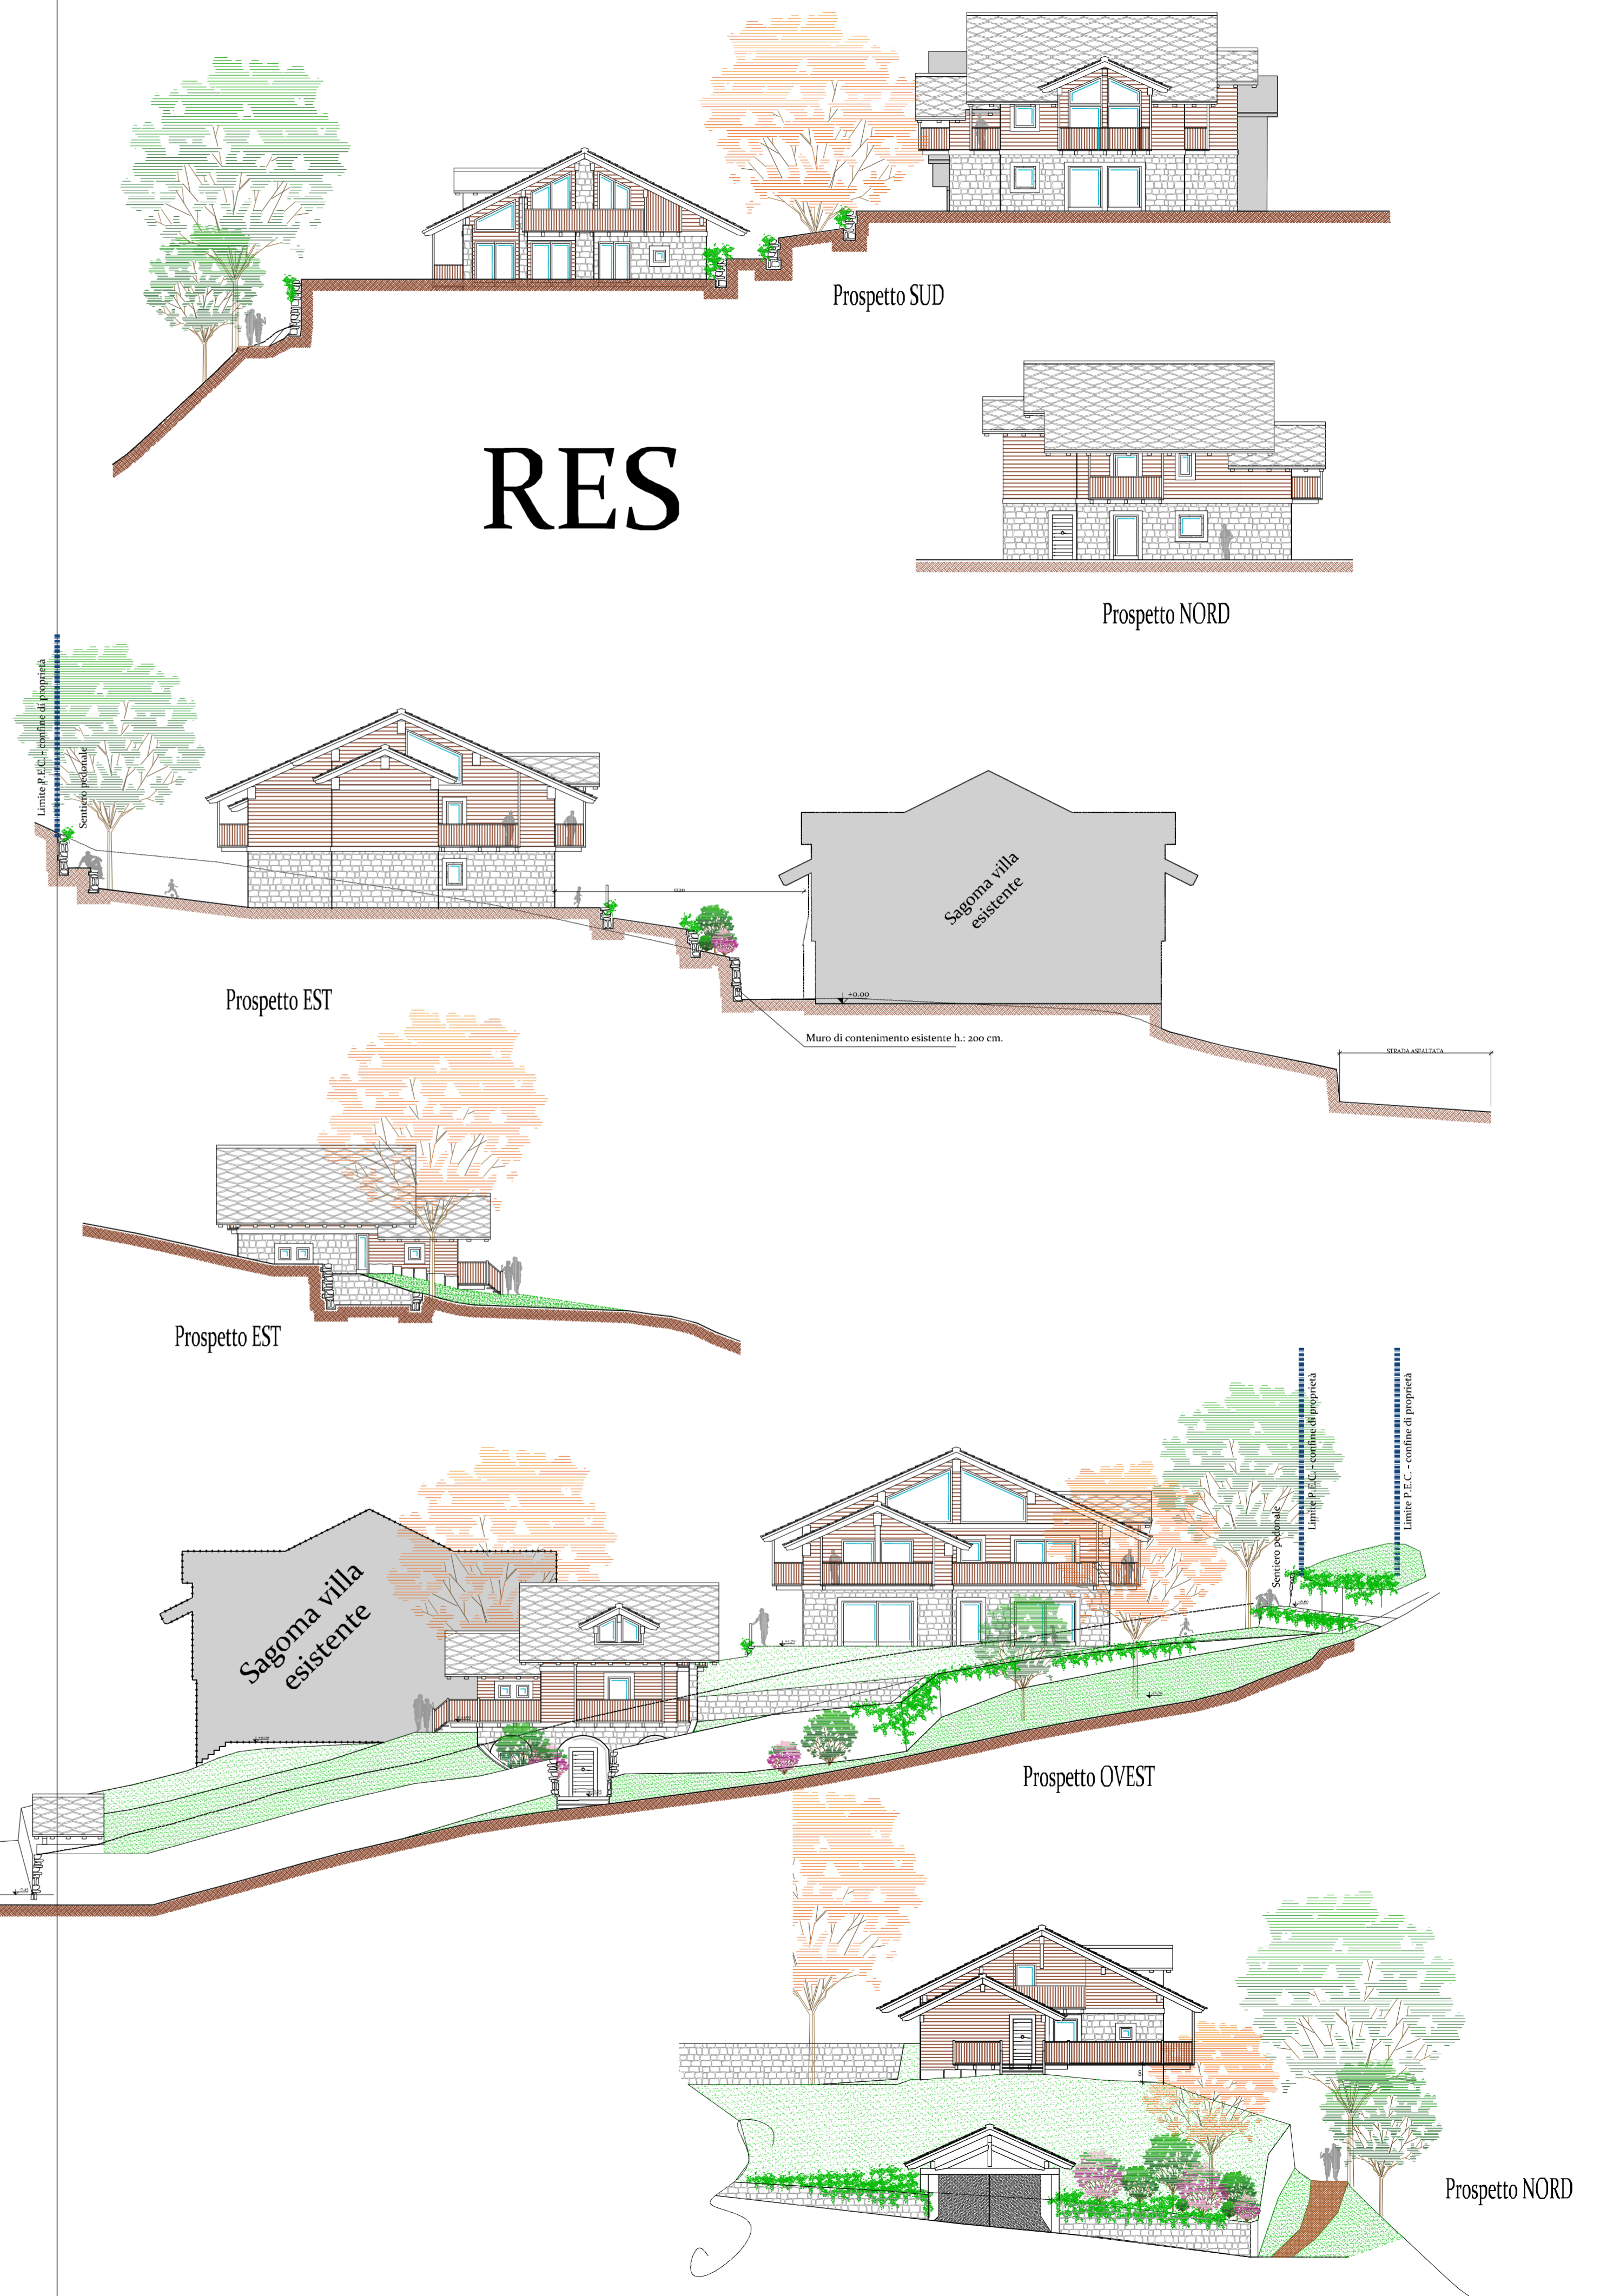 Prospetto SUD
RES
Prospetto NORD
Limite P.E.C. - confine di proprietà
Sentiero pedonale
Sagoma villa
esistente
+0.00
Prospetto EST
Muro di contenimento esistente h.: 200 cm.
STRADA ASFALTATA
Prospetto EST
Limite P.E.C. - confine di proprietà
Limite P.E.C. - confine di proprietà
Sentiero pedonale
Sagoma villa
esistente
Prospetto OVEST
Prospetto NORD